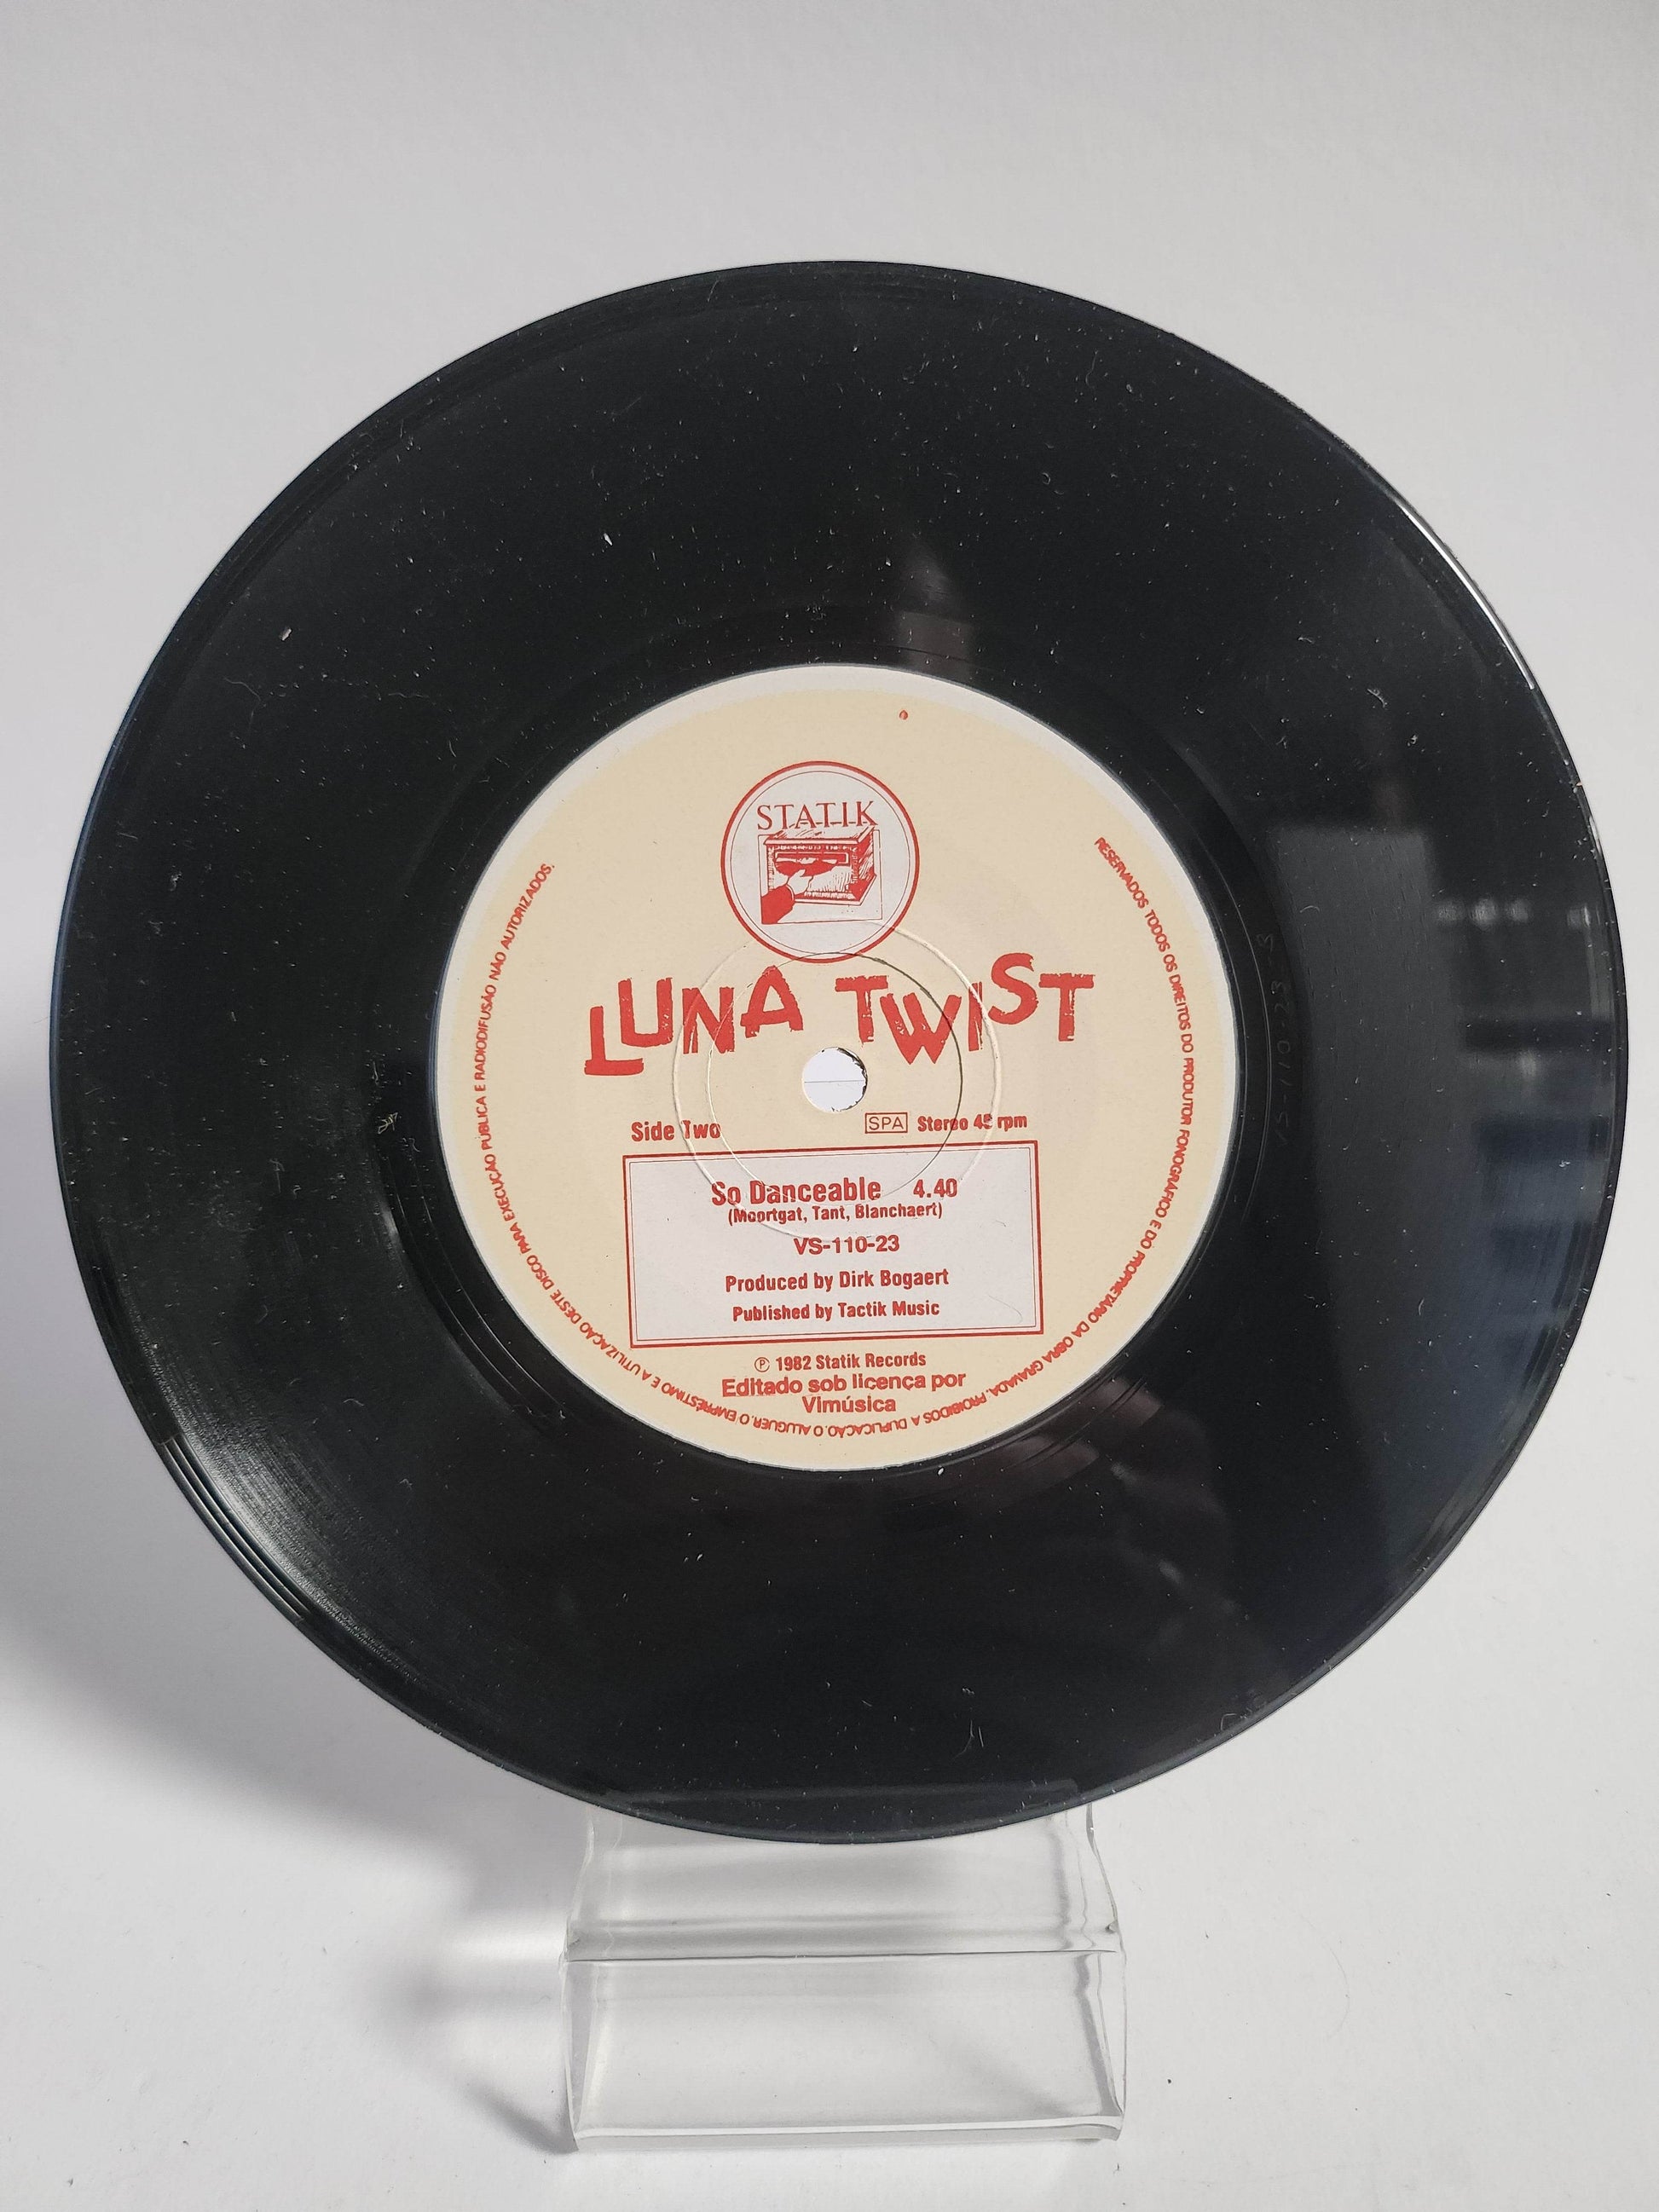 STATIK
LUNA TWIST
Side Two
SPA Stereo 45 rpm
So Danceable 4.40
(Moortgat, Tant, Blanchaert)
VS-110-23
Produced by Dirk Bogaert
Published by Tactik Music
℗ 1982 Statik Records
Editado sob licença por
Vimúsica
RESERVADOS TODOS OS DIREITOS DO PRODUTOR FONOGRÁFICO E DO PROPRIETÁRIO DA OBRA GRAVADA. PROIBIDOS A DUPLICAÇÃO, O ALUGUER, O EMPRÉSTIMO E A UTILIZAÇÃO DESTE DISCO PARA EXECUÇÃO PÚBLICA E RADIODIFUSÃO NÃO AUTORIZADOS.